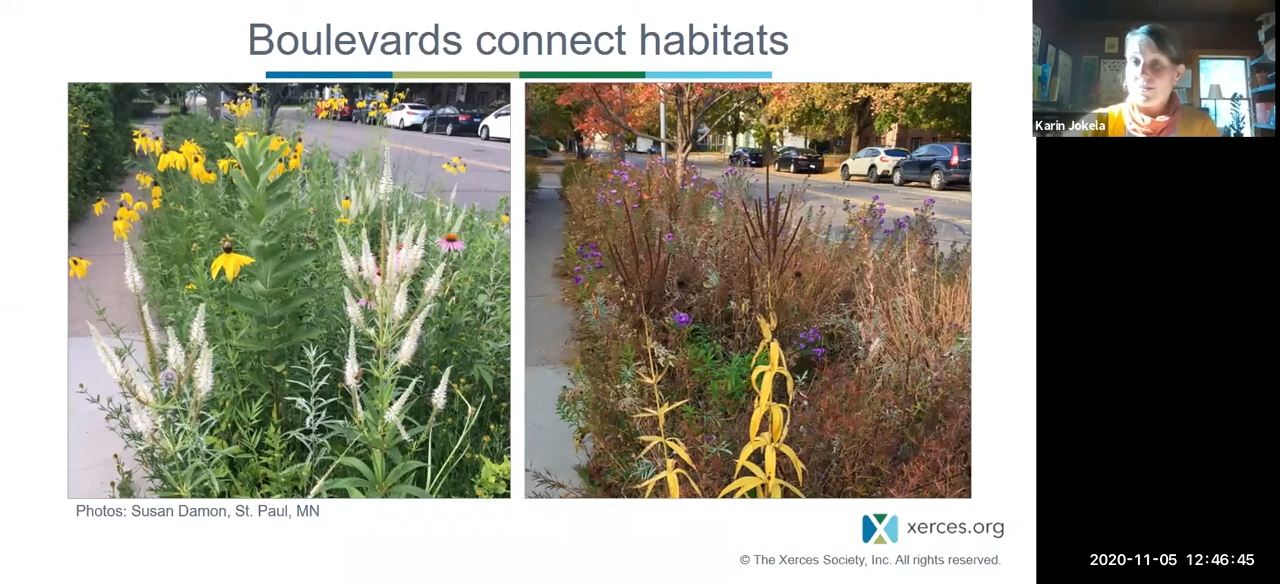 Boulevards connect habitats
Karin Jokela
Photos: Susan Damon, St. Paul, MN
xerces.org
© The Xerces Society, Inc. All rights reserved.
2020-11-05 12:46:45